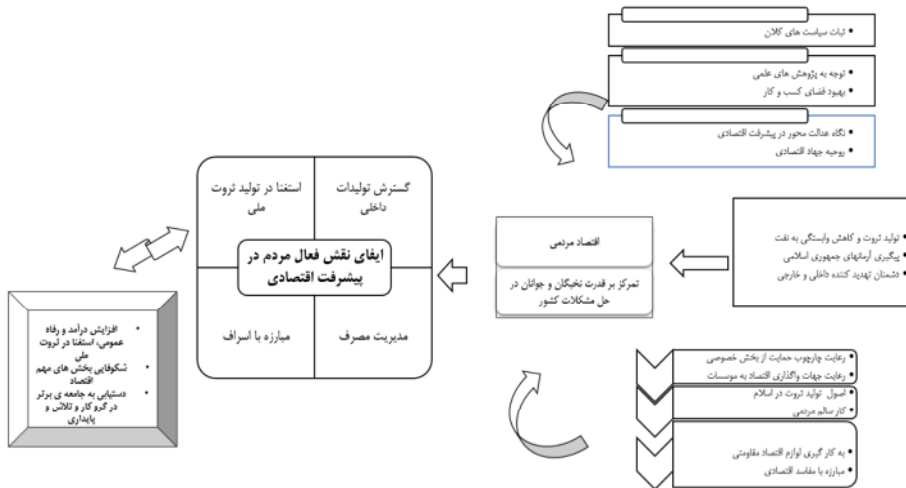 ثبات سیاست های کلان
توجه به پژوهش های علمی
بهبود فضای کسب و کار
نگاه عدالت محور در پیشرفت اقتصادی
روحیه جهاد اقتصادی
تولید ثروت و کاهش وابستگی به نفت
پیگیری آرمانهای جمهوری اسلامی
دشمنان تهدید کننده داخلی و خارجی
اقتصاد مردمی
تمرکز بر قدرت نخبگان و جوانان در
حل مشکلات کشور
رعایت چارچوب حمایت از بخش خصوصی
رعایت جهات واگذاری اقتصاد به موسسات
اصول تولید ثروت در اسلام
کار سالم مردمی
به کار گیری لوازم اقتصاد مقاومتی
مبارزه با مفاسد اقتصادی
گسترش تولیدات
داخلی
استغنا در تولید ثروت
ملی
ایفای نقش فعال مردم در
پیشرفت اقتصادی
مدیریت مصرف
مبارزه با اسراف
افزایش درآمد و رفاه
عمومی، استغنا در ثروت
ملی
شکوفایی بخش های مهم
اقتصاد
دستیابی به جامعه ی برتر
در گرو کار و تلاش و
پایداری